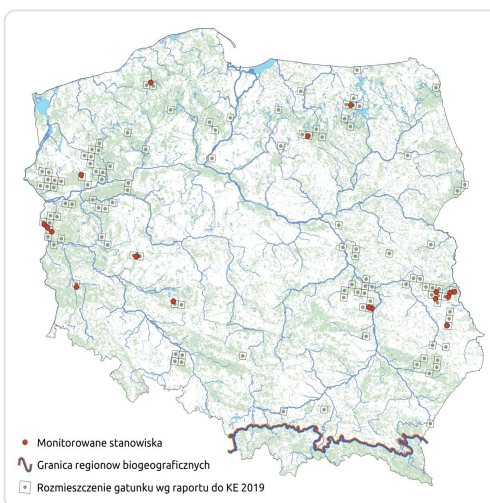 Monitorowane stanowiska
Granica regionów biogeograficznych
Rozmieszczenie gatunku wg raportu do KE 2019